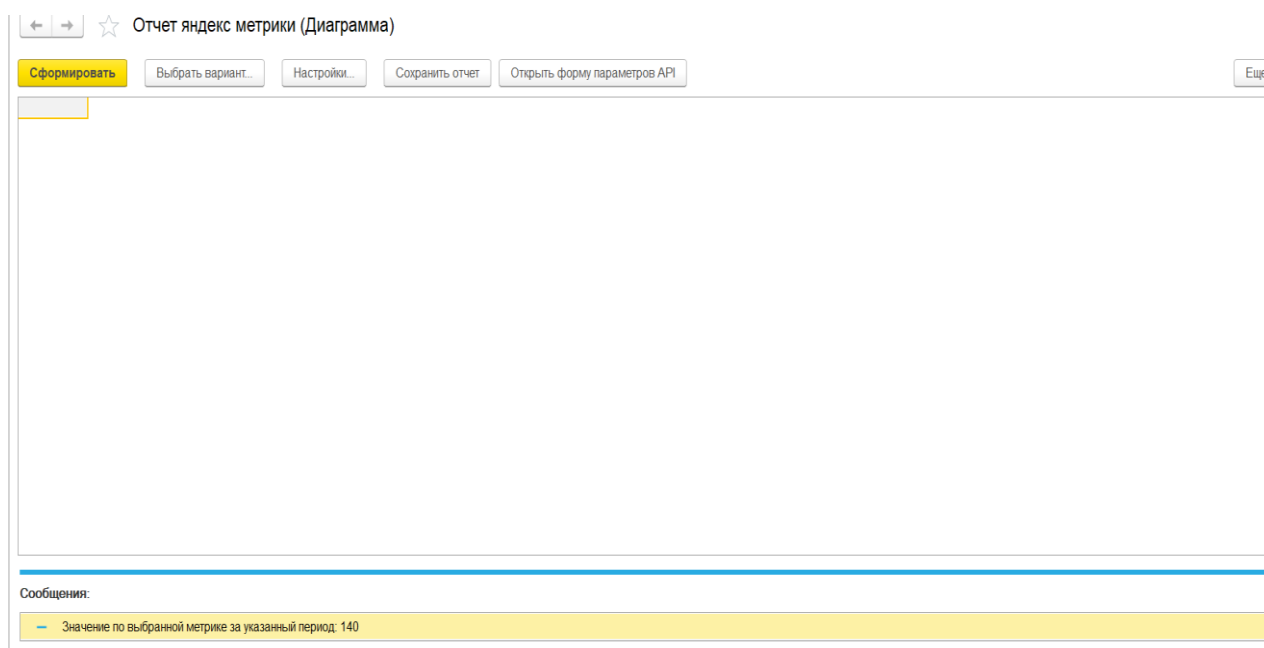 Отчет яндекс метрики (Диаграмма)
Сформировать Выбрать вариант... Настройки... Сохранить отчет Открыть форму параметров API Еще
Сообщения:
– Значение по выбранной метрике за указанный период: 140